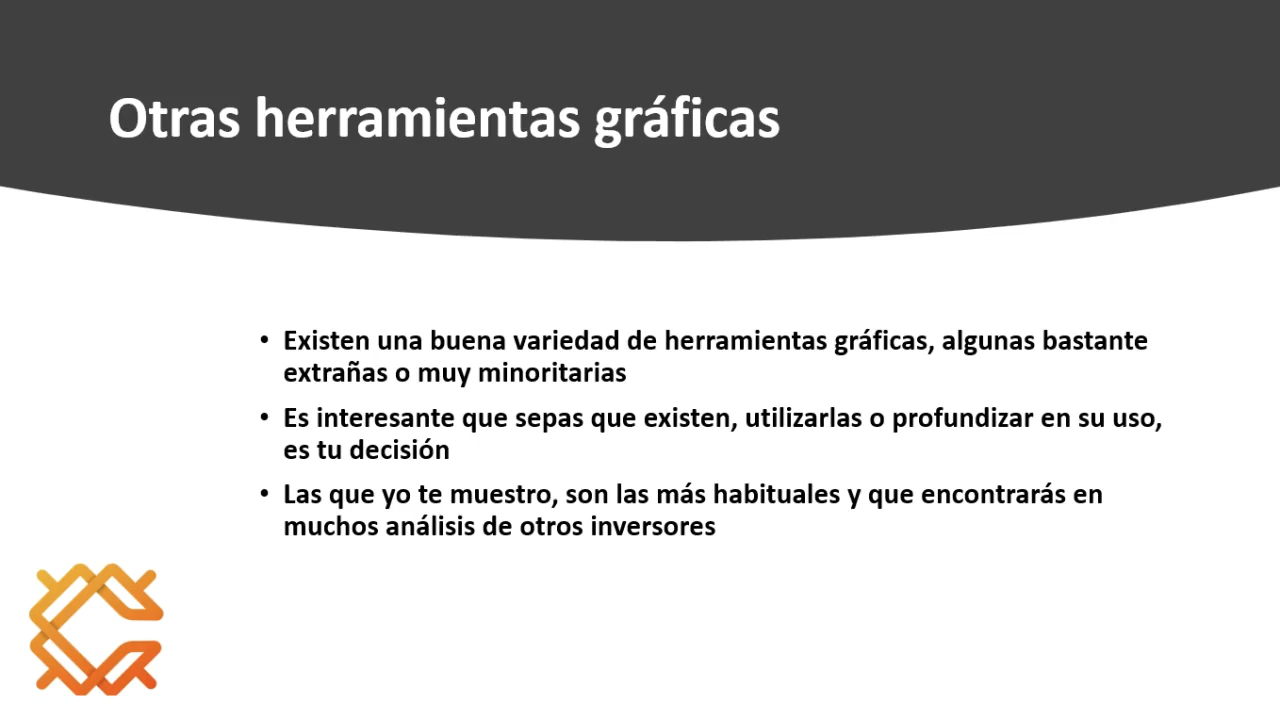 Otras herramientas gráficas
• Existen una buena variedad de herramientas gráficas, algunas bastante
extrañas o muy minoritarias
• Es interesante que sepas que existen, utilizarlas o profundizar en su uso,
es tu decisión
• Las que yo te muestro, son las más habituales y que encontrarás en
muchos análisis de otros inversores